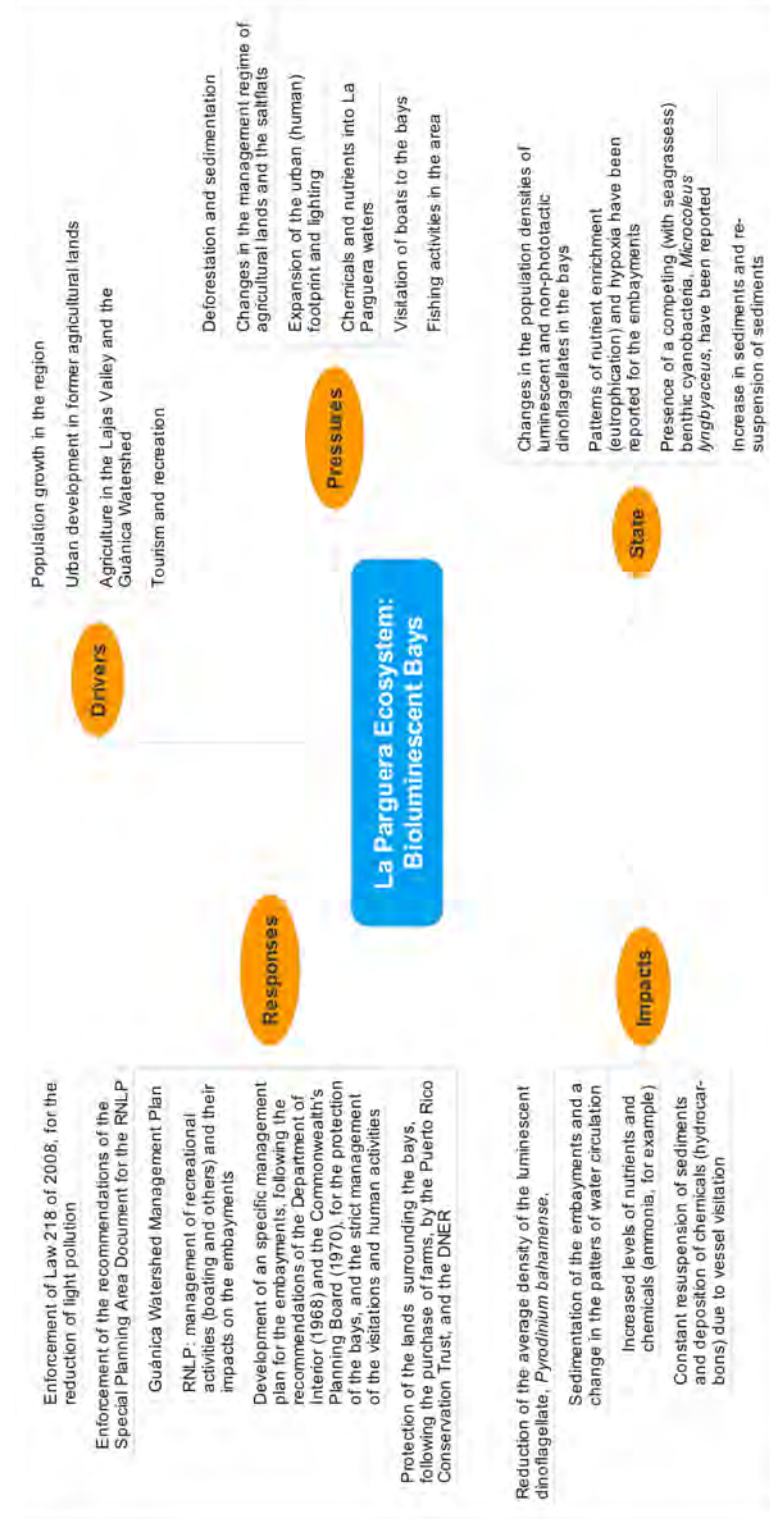 La Parguera Ecosystem:
Bioluminescent Bays
Drivers
Population growth in the region
Urban development in former agricultural lands
Agriculture in the Lajas Valley and the
Guánica Watershed
Tourism and recreation
Pressures
Deforestation and sedimentation
Changes in the management regime of
agricultural lands and the saltflats
Expansion of the urban (human)
footprint and lighting
Chemicals and nutrients into La
Parguera waters
Visitation of boats to the bays
Fishing activities in the area
State
Changes in the population densities of
luminescent and non-phototactic
dinoflagellates in the bays
Patterns of nutrient enrichment
(eutrophication) and hypoxia have been
reported for the embayments
Presence of a competing (with seagrassess)
benthic cyanobacteria, Microcoleus
lyngbyaceus, have been reported
Increase in sediments and re-
suspension of sediments
Impacts
Reduction of the average density of the luminescent
dinoflagellate, Pyrodinium bahamense,
Sedimentation of the embayments and a
change in the patters of water circulation
Increased levels of nutrients and
chemicals (ammonia, for example)
Constant resuspension of sediments
and deposition of chemicals (hydrocar-
bons) due to vessel visitation
Responses
Enforcement of Law 218 of 2008, for the
reduction of light pollution
Enforcement of the recommendations of the
Special Planning Area Document for the RNLP
Guánica Watershed Management Plan
RNLP: management of recreational
activities (boating and others) and their
impacts on the embayments
Development of an specific management
plan for the embayments, following the
recommendations of the Department of
Interior (1968) and the Commonwealth's
Planning Board (1970), for the protection
of the bays, and the strict management
of the visitations and human activities
Protection of the lands surrounding the bays,
following the purchase of farms, by the Puerto Rico
Conservation Trust, and the DNER